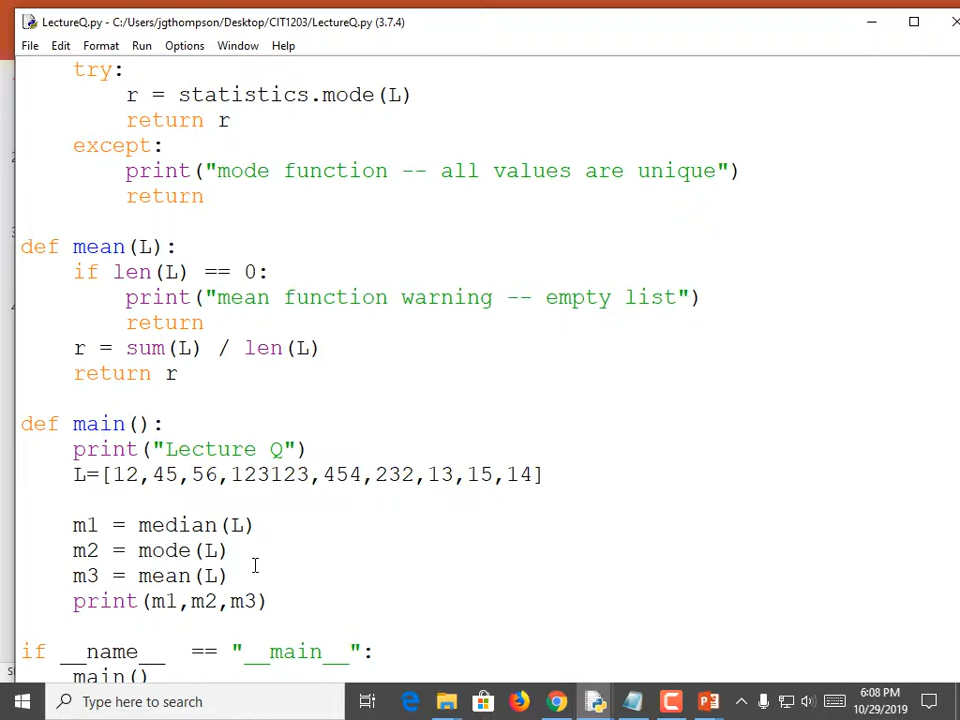 LectureQ.py - C:/Users/jgthompson/Desktop/CIT1203/LectureQ.py (3.7.4)
File Edit Format Run Options Window Help
    try:
        r = statistics.mode(L)
        return r
    except:
        print("mode function -- all values are unique")
        return
def mean(L):
    if len(L) == 0:
        print("mean function warning -- empty list")
        return
    r = sum(L) / len(L)
    return r
def main():
    print("Lecture Q")
    L=[12,45,56,123123,454,232,13,15,14]
    m1 = median(L)
    m2 = mode(L)
    m3 = mean(L)
    print(m1,m2,m3)
if __name__  == "__main__":
    main()
Type here to search
6:08 PM
10/29/2019